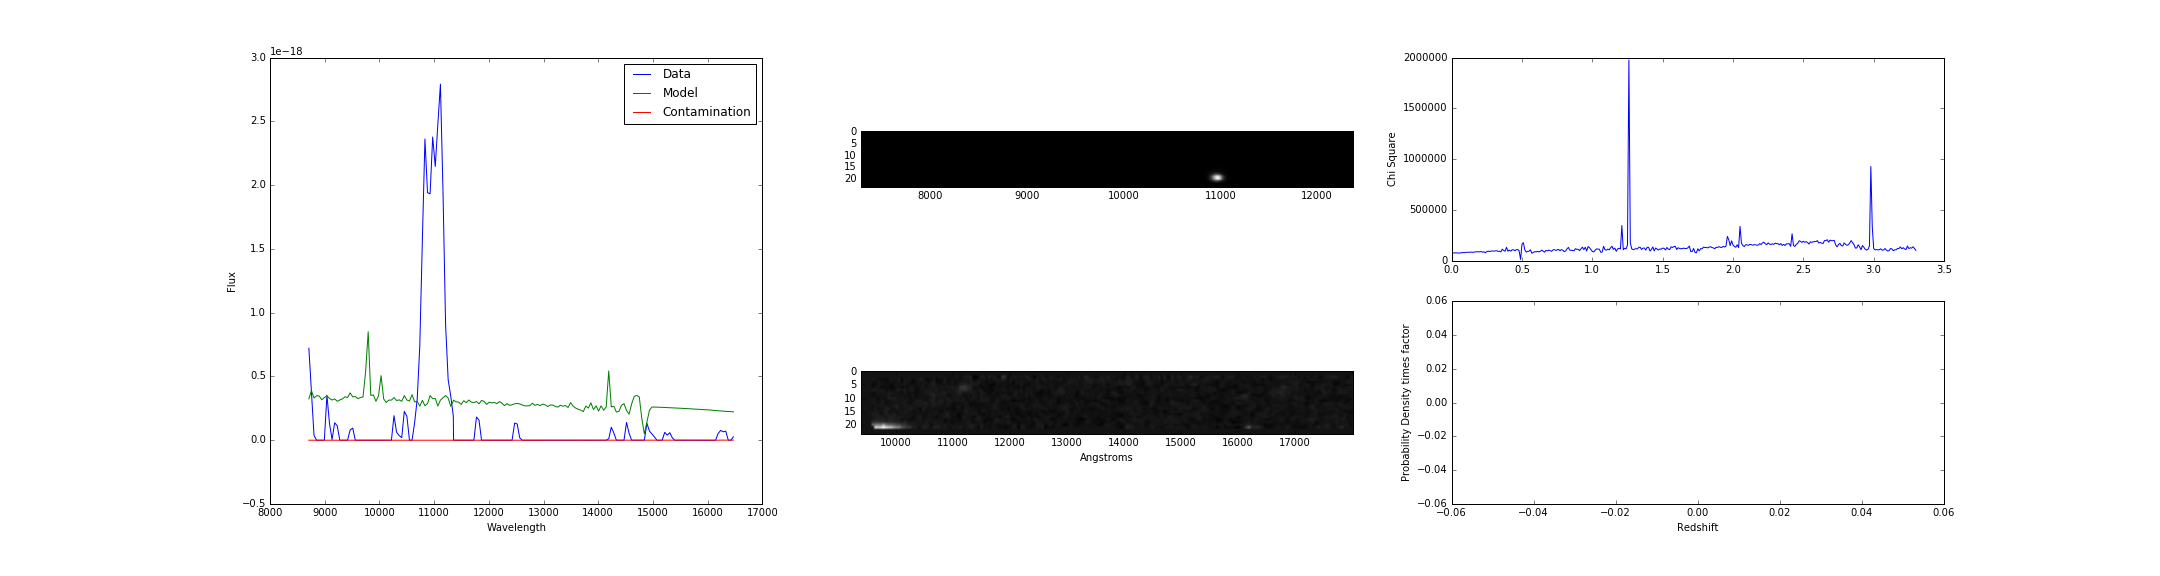 1e−18
3.0
2.5
2.0
1.5
1.0
0.5
0.0
−0.5
Flux
8000 9000 10000 11000 12000 13000 14000 15000 16000 17000
Wavelength
Data
Model
Contamination
0
5
10
15
20
8000 9000 10000 11000 12000
0
5
10
15
20
10000 11000 12000 13000 14000 15000 16000 17000
Angstroms
2000000
1500000
1000000
500000
0
Chi Square
0.0 0.5 1.0 1.5 2.0 2.5 3.0 3.5
0.06
0.04
0.02
0.00
−0.02
−0.04
−0.06
Probability Density times factor
−0.06 −0.04 −0.02 0.00 0.02 0.04 0.06
Redshift